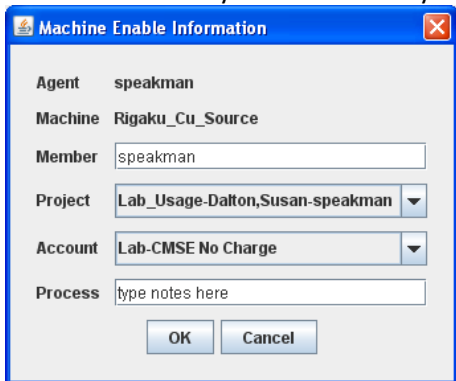 Machine Enable Information
Agent speakman
Machine Rigaku_Cu_Source
Member speakman
Project Lab_Usage-Dalton,Susan-speakman
Account Lab-CMSE No Charge
Process type notes here
OK Cancel